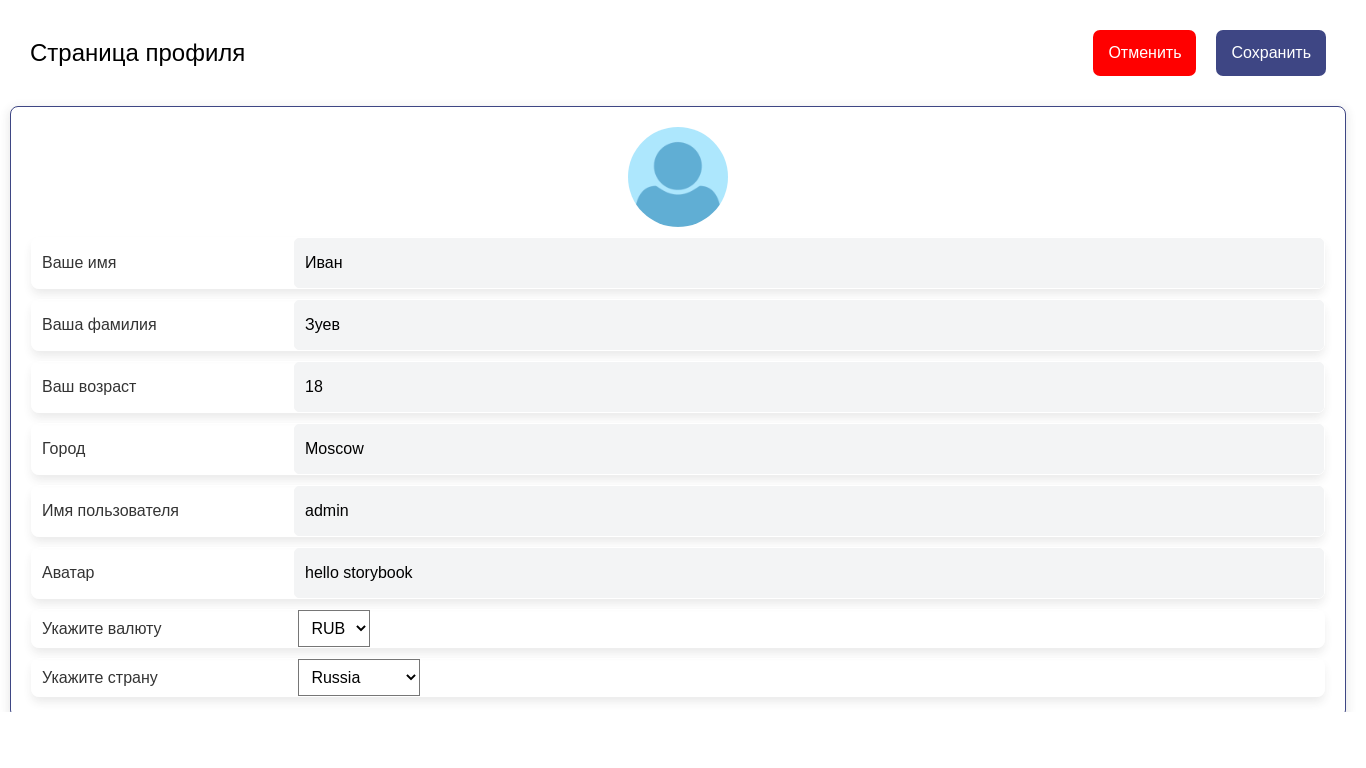 Страница профиля
Отменить
Сохранить
Ваше имя
Иван
Ваша фамилия
Зуев
Ваш возраст
18
Город
Moscow
Имя пользователя
admin
Аватар
hello storybook
Укажите валюту
RUB
Укажите страну
Russia